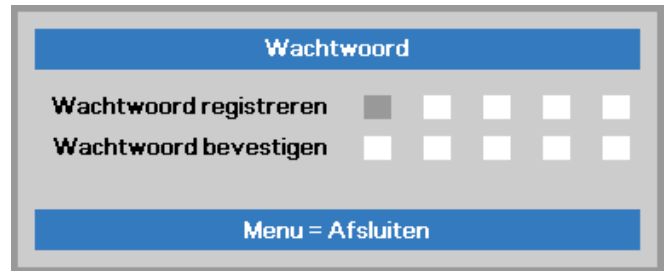 Wachtwoord
Wachtwoord registreren
Wachtwoord bevestigen
Menu = Afsluiten